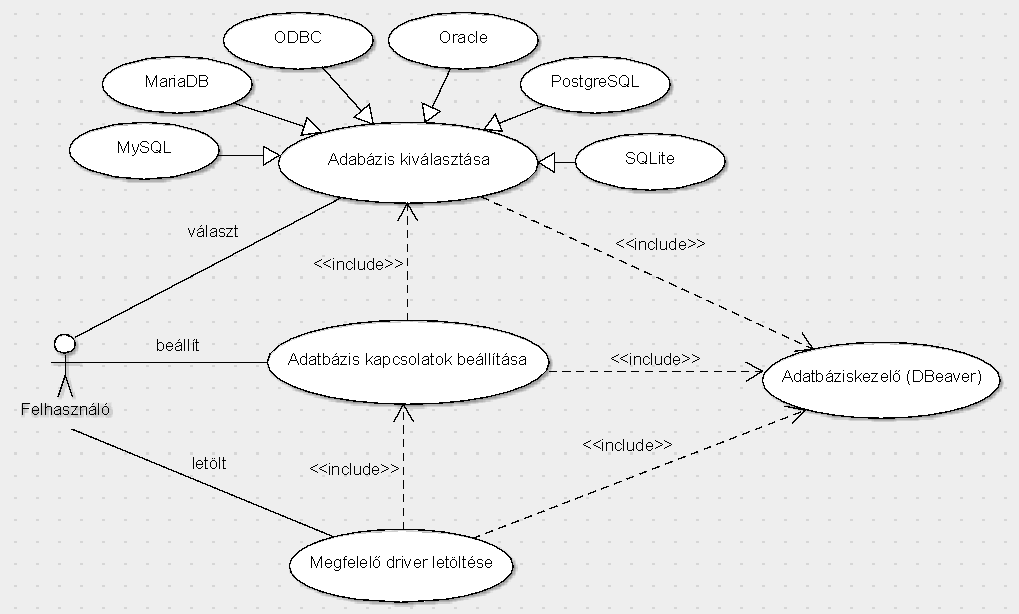 ODBC
Oracle
MariaDB
PostgreSQL
MySQL
Adabázis kiválasztása
SQLite
választ
<<include>>
<<include>>
beállít
Adatbázis kapcsolatok beállítása
<<include>>
Adatbáziskezelő (DBeaver)
Felhasználó
<<include>>
letölt
<<include>>
Megfelelő driver letöltése